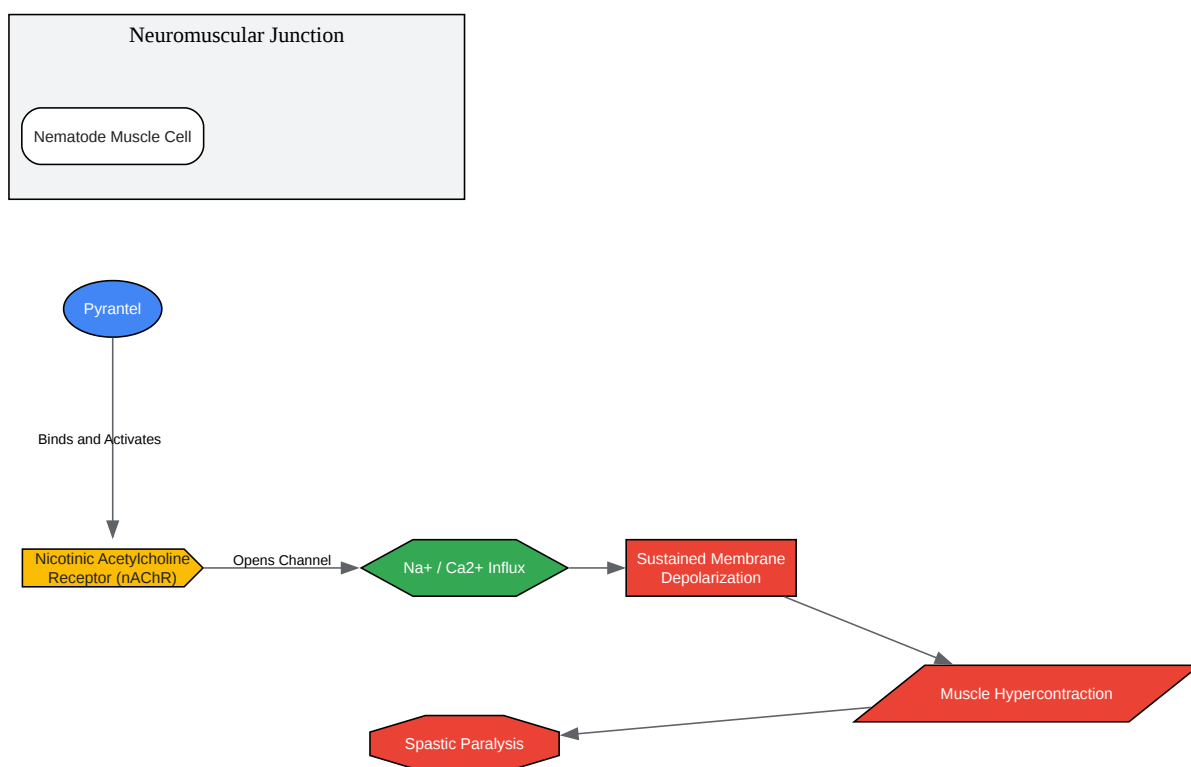 Neuromuscular Junction
Nematode Muscle Cell
Pyrantel
Binds and Activates
Nicotinic Acetylcholine
Receptor (nAChR)
Opens Channel
Na+ / Ca2+ Influx
Sustained Membrane
Depolarization
Muscle Hypercontraction
Spastic Paralysis